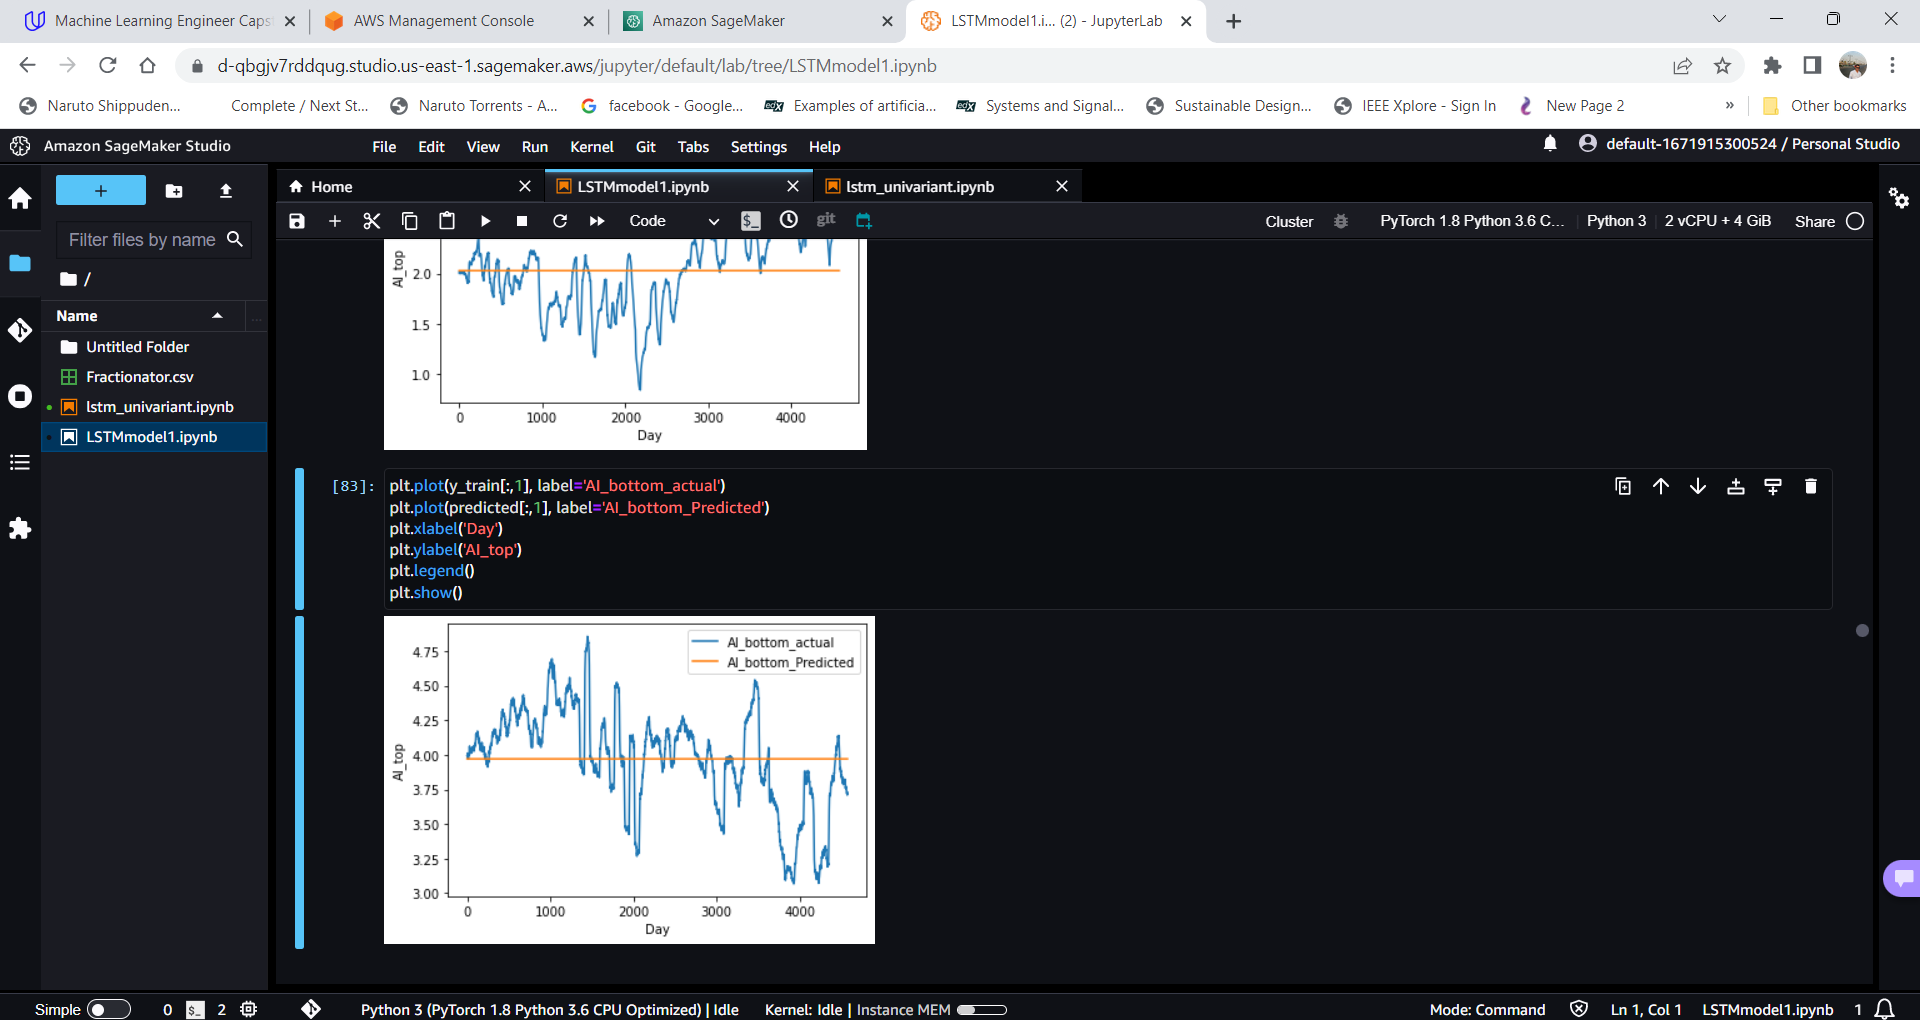 Machine Learning Engineer Caps
AWS Management Console
Amazon SageMaker
LSTMmodel1.i... (2) - JupyterLab
d-qbgjv7rddqug.studio.us-east-1.sagemaker.aws/jupyter/default/lab/tree/LSTMmodel1.ipynb
Naruto Shippuden...
Complete / Next St...
Naruto Torrents - A...
facebook - Google...
edX
Examples of artificia...
edX
Systems and Signal...
Sustainable Design...
IEEE Xplore - Sign In
New Page 2
»
Other bookmarks
Amazon SageMaker Studio
File Edit View Run Kernel Git Tabs Settings Help
default-1671915300524 / Personal Studio
Home
LSTMmodel1.ipynb
lstm_univariant.ipynb
Code
git
Cluster
PyTorch 1.8 Python 3.6 C...
Python 3
2 vCPU + 4 GiB
Share
Filter files by name
/
Name
Untitled Folder
Fractionator.csv
lstm_univariant.ipynb
LSTMmodel1.ipynb
AI_top
2.0
1.5
1.0
0 1000 2000 3000 4000
Day
[83]:
plt.plot(y_train[:,1], label='AI_bottom_actual')
plt.plot(predicted[:,1], label='AI_bottom_Predicted')
plt.xlabel('Day')
plt.ylabel('AI_top')
plt.legend()
plt.show()
AI_bottom_actual
AI_bottom_Predicted
AI_top
4.75
4.50
4.25
4.00
3.75
3.50
3.25
3.00
0 1000 2000 3000 4000
Day
Simple
0
$_
2
Python 3 (PyTorch 1.8 Python 3.6 CPU Optimized) | Idle
Kernel: Idle | Instance MEM
Mode: Command
Ln 1, Col 1
LSTMmodel1.ipynb
1